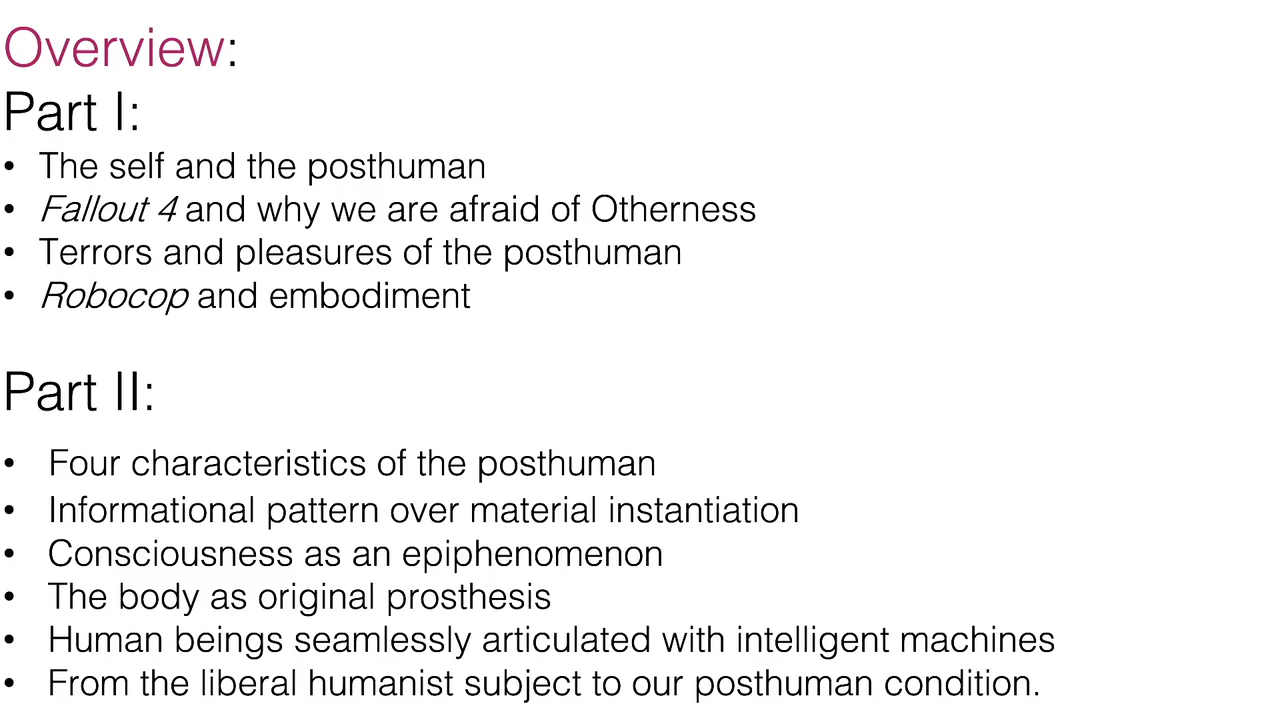 Overview:
Part I:
• The self and the posthuman
• Fallout 4 and why we are afraid of Otherness
• Terrors and pleasures of the posthuman
• Robocop and embodiment
Part II:
• Four characteristics of the posthuman
• Informational pattern over material instantiation
• Consciousness as an epiphenomenon
• The body as original prosthesis
• Human beings seamlessly articulated with intelligent machines
• From the liberal humanist subject to our posthuman condition.